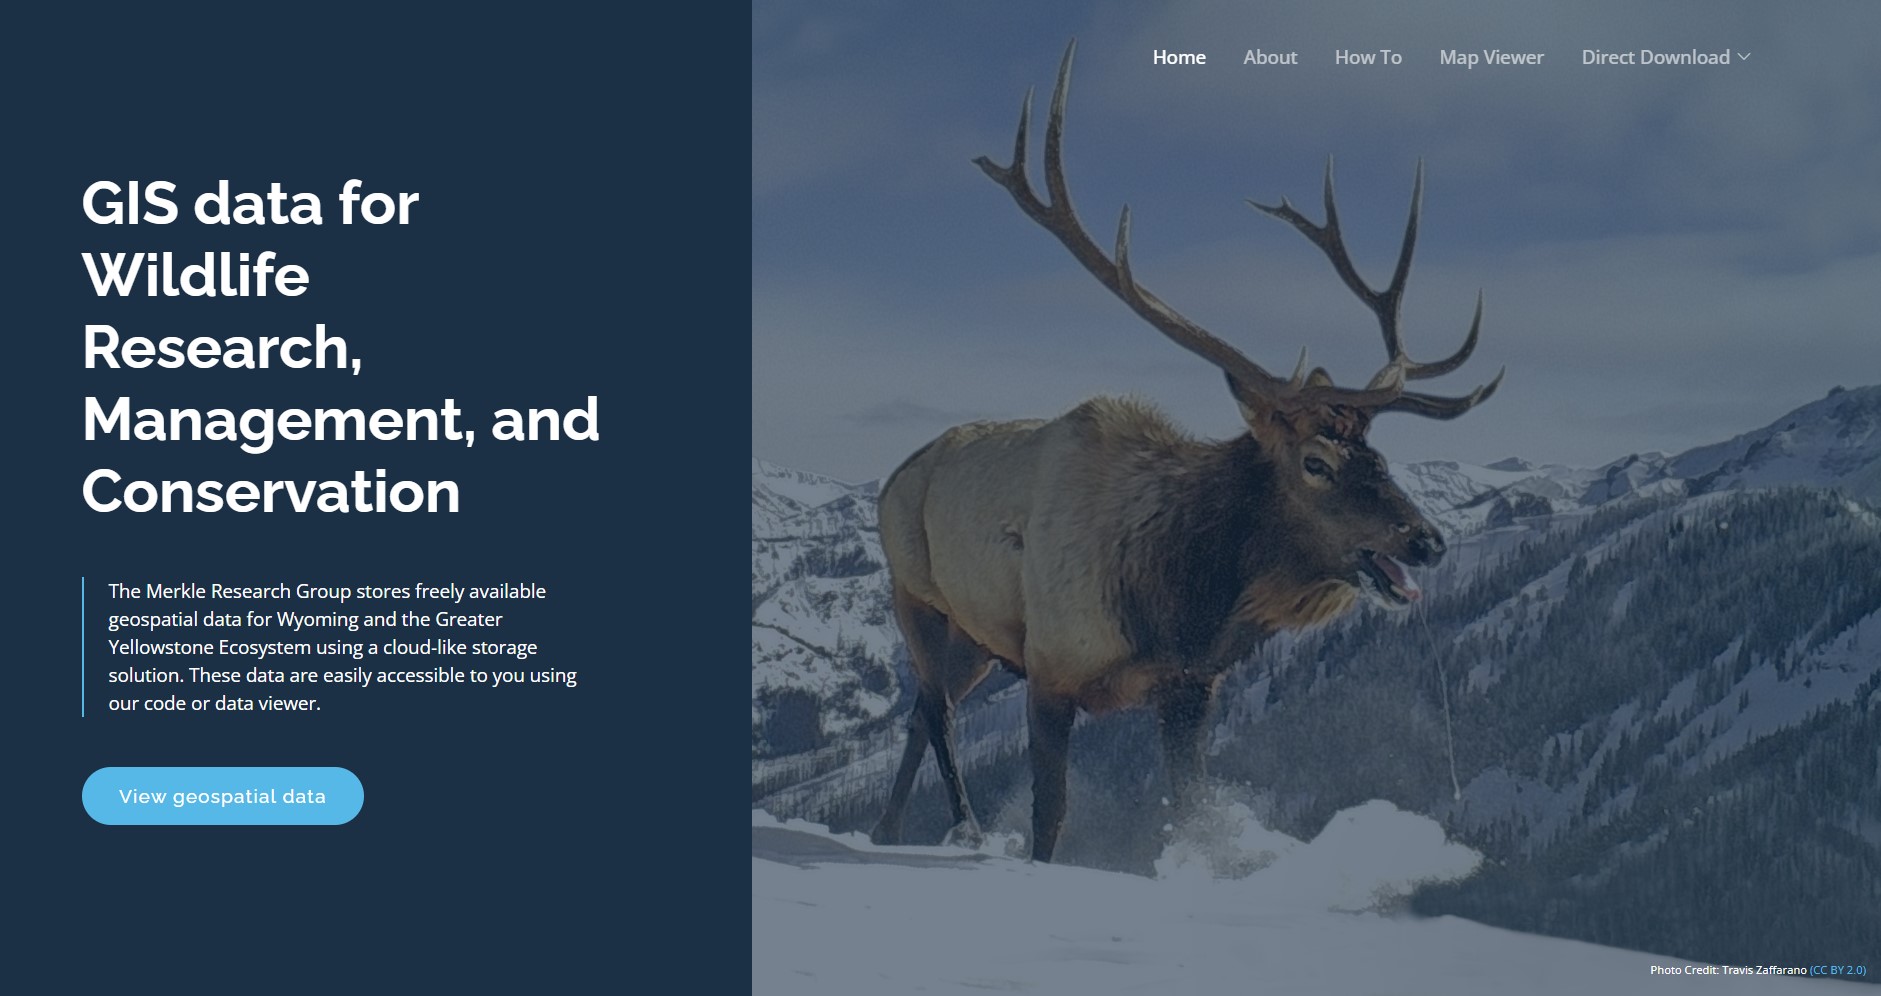 Home About How To Map Viewer Direct Download
GIS data for
Wildlife
Research,
Management, and
Conservation
The Merkle Research Group stores freely available
geospatial data for Wyoming and the Greater
Yellowstone Ecosystem using a cloud-like storage
solution. These data are easily accessible to you using
our code or data viewer.
View geospatial data
Photo Credit: Travis Zaffarano (CC BY 2.0)